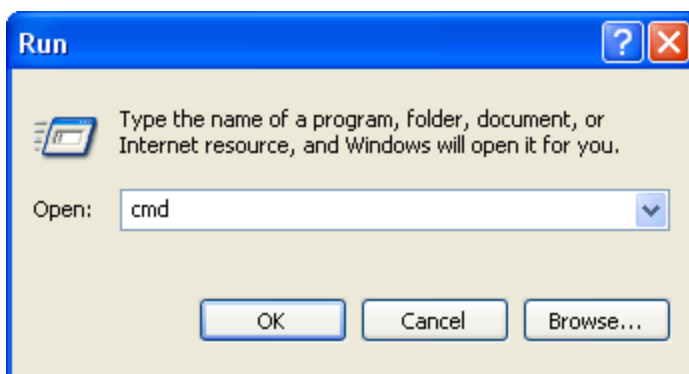 Run
Type the name of a program, folder, document, or
Internet resource, and Windows will open it for you.
Open: cmd
OK Cancel Browse...